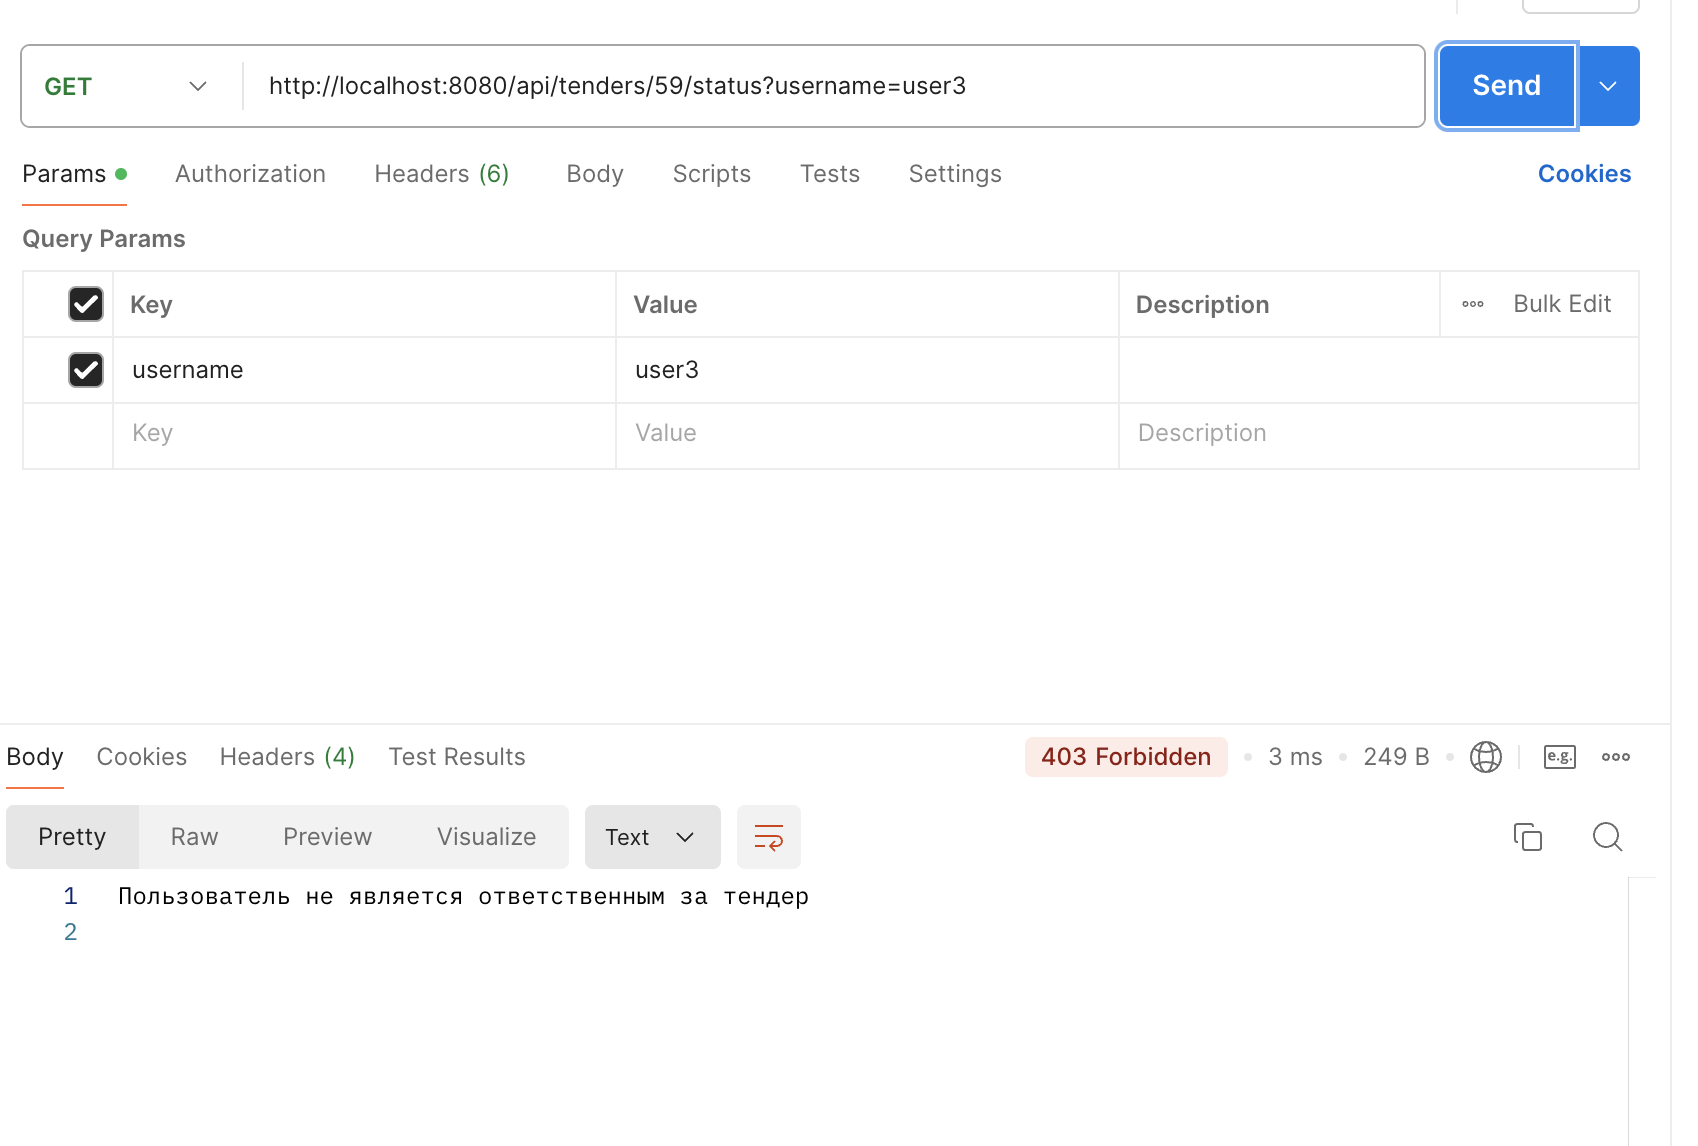 GET http://localhost:8080/api/tenders/59/status?username=user3 Send
Params Authorization Headers (6) Body Scripts Tests Settings Cookies
Query Params
Key Value Description Bulk Edit
username user3
Key Value Description
Body Cookies Headers (4) Test Results 403 Forbidden 3 ms 249 B e.g.
Pretty Raw Preview Visualize Text
1 Пользователь не является ответственным за тендер
2